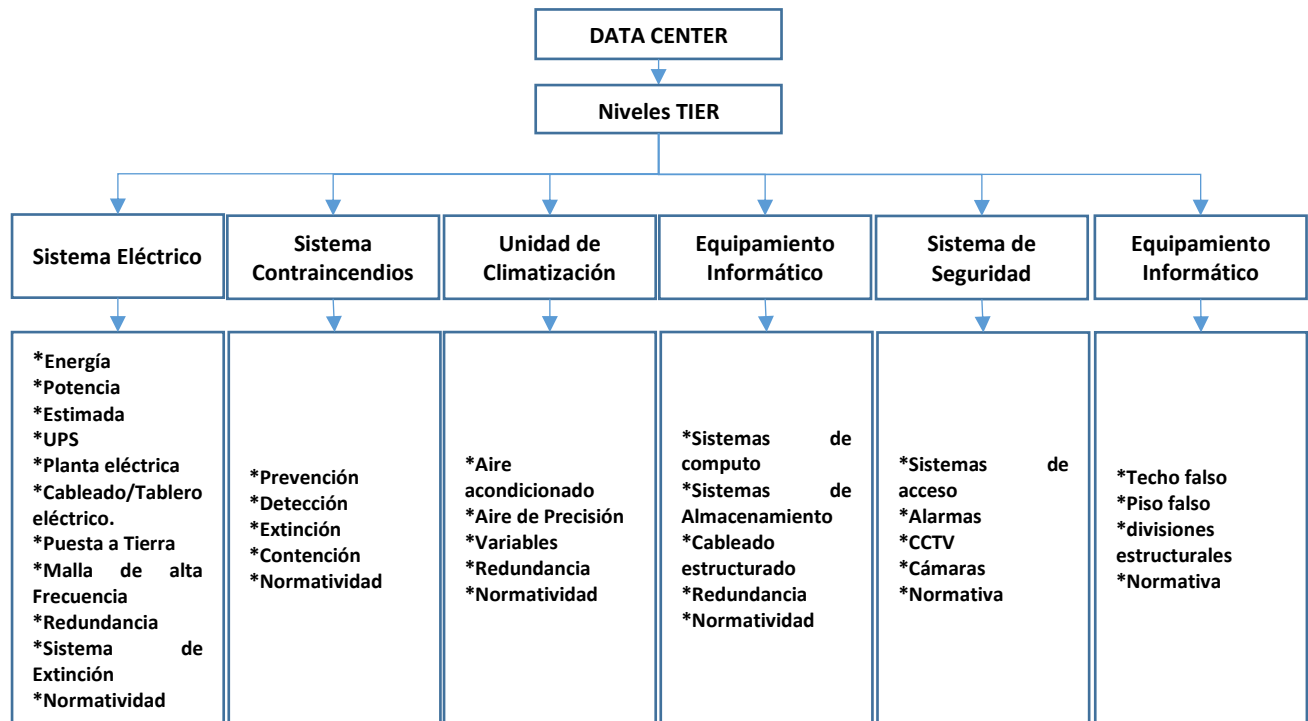 DATA CENTER
Niveles TIER
Sistema Eléctrico
Sistema
Contraincendios
Unidad de
Climatización
Equipamiento
Informático
Sistema de
Seguridad
Equipamiento
Informático
*Energía
*Potencia
*Estimada
*UPS
*Planta eléctrica
*Cableado/Tablero
eléctrico.
*Puesta a Tierra
*Malla de alta
Frecuencia
*Redundancia
*Sistema de
Extinción
*Normatividad
*Prevención
*Detección
*Extinción
*Contención
*Normatividad
*Aire
acondicionado
*Aire de Precisión
*Variables
*Redundancia
*Normatividad
*Sistemas de
computo
*Sistemas de
Almacenamiento
*Cableado
estructurado
*Redundancia
*Normatividad
*Sistemas de
acceso
*Alarmas
*CCTV
*Cámaras
*Normativa
*Techo falso
*Piso falso
*divisiones
estructurales
*Normativa